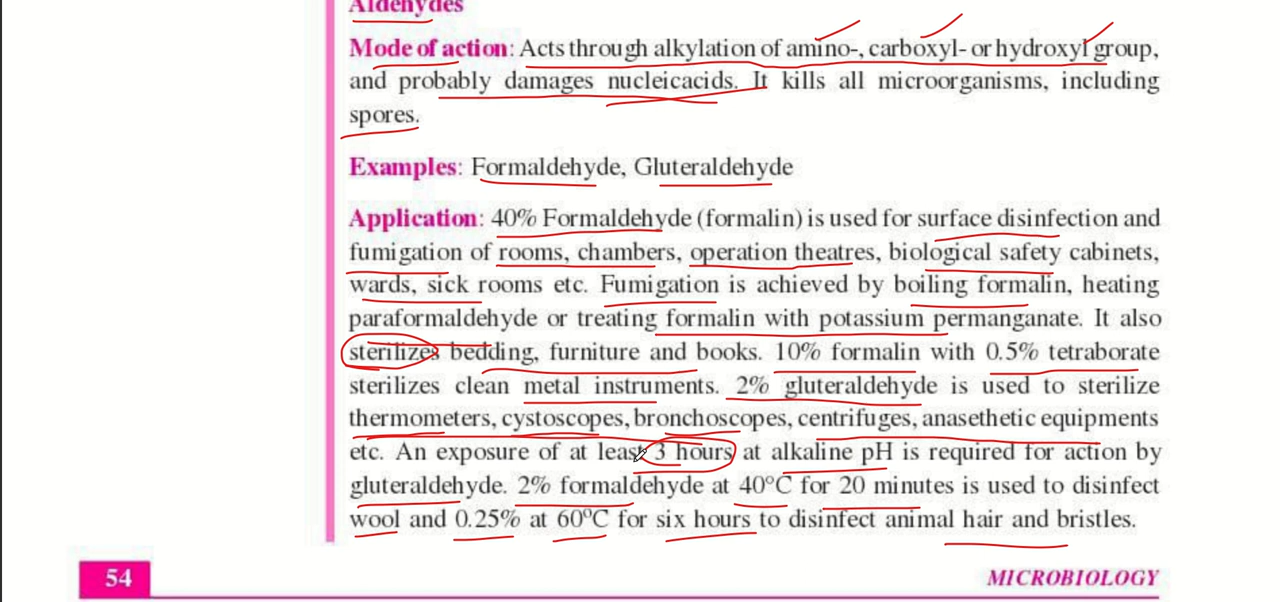 Aldehydes
Mode of action: Acts through alkylation of amino-, carboxyl- or hydroxyl group,
and probably damages nucleicacids. It kills all microorganisms, including
spores.
Examples: Formaldehyde, Gluteraldehyde
Application: 40% Formaldehyde (formalin) is used for surface disinfection and
fumigation of rooms, chambers, operation theatres, biological safety cabinets,
wards, sick rooms etc. Fumigation is achieved by boiling formalin, heating
paraformaldehyde or treating formalin with potassium permanganate. It also
sterilizes bedding, furniture and books. 10% formalin with 0.5% tetraborate
sterilizes clean metal instruments. 2% gluteraldehyde is used to sterilize
thermometers, cystoscopes, bronchoscopes, centrifuges, anasethetic equipments
etc. An exposure of at least 3 hours at alkaline pH is required for action by
gluteraldehyde. 2% formaldehyde at 40°C for 20 minutes is used to disinfect
wool and 0.25% at 60°C for six hours to disinfect animal hair and bristles.
54
MICROBIOLOGY